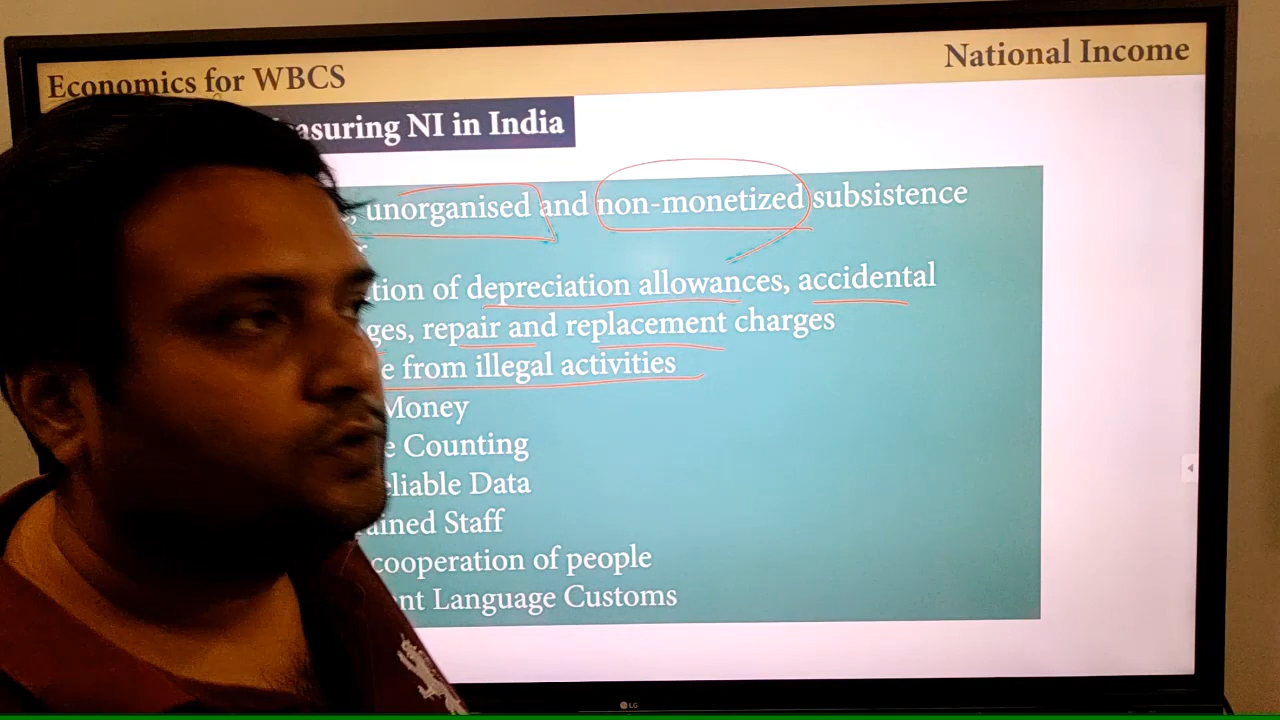 Economics for WBCS
National Income
asuring NI in India
, unorganised and non-monetized subsistence
tion of depreciation allowances, accidental
ges, repair and replacement charges
e from illegal activities
Money
e Counting
eliable Data
ained Staff
cooperation of people
nt Language Customs
LG